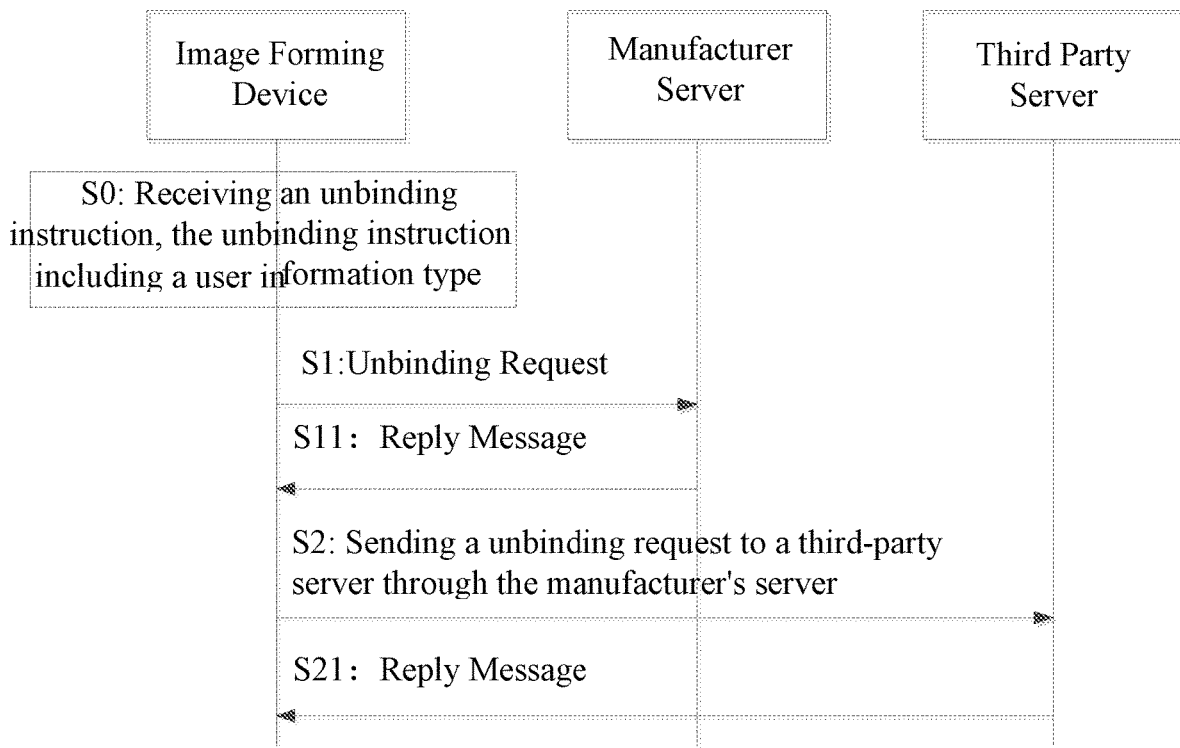 Image Forming
Device
Manufacturer
Server
Third Party
Server
S0: Receiving an unbinding
instruction, the unbinding instruction
including a user information type
S1:Unbinding Request
S11: Reply Message
S2: Sending a unbinding request to a third-party
server through the manufacturer's server
S21: Reply Message